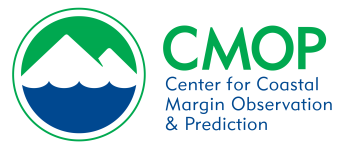 CMOP
Center for Coastal
Margin Observation
& Prediction